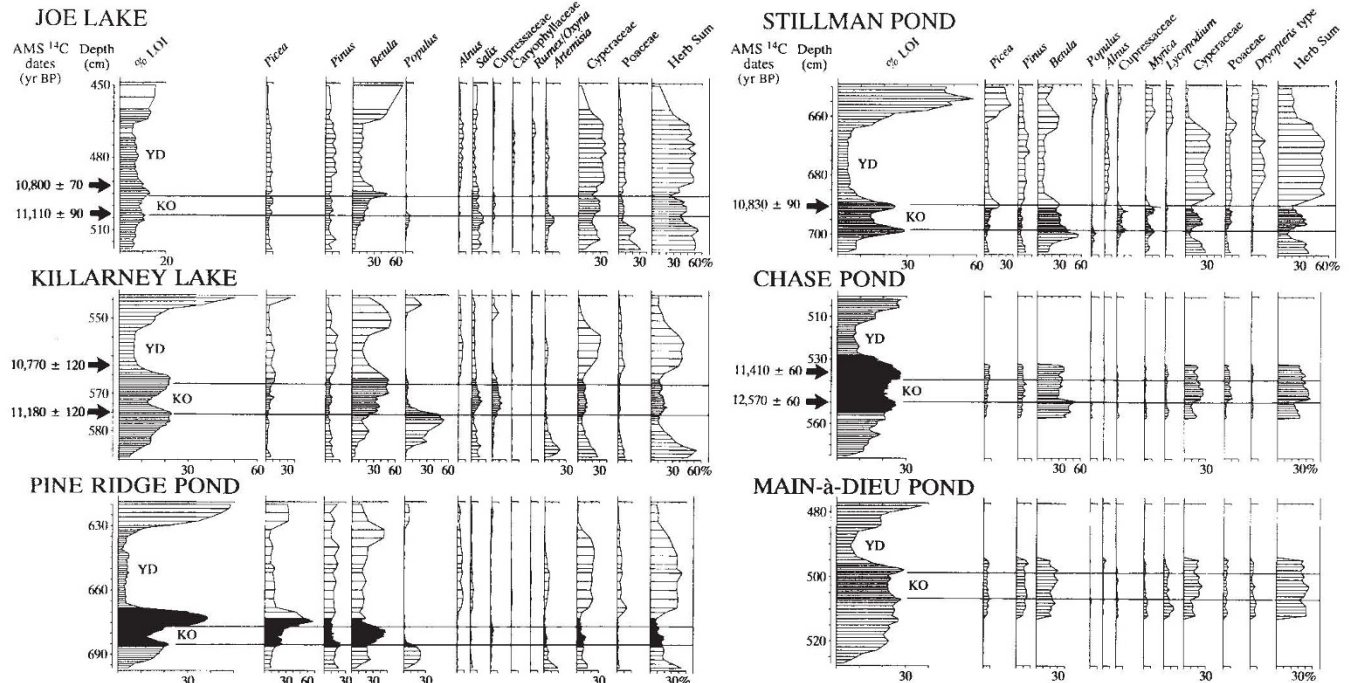 JOE LAKE
AMS ¹⁴C dates (yr BP)
Depth (cm)
% LOI
Picea
Pinus
Betula
Populus
Alnus
Salix
Cupressaceae
Caryophyllaceae
Rumex/Oxyria
Artemisia
Cyperaceae
Poaceae
Herb Sum
450
480
510
YD
KO
10,800 ± 70
11,110 ± 90
20
30 60 30 30 30 60%
KILLARNEY LAKE
550
570
580
YD
KO
10,770 ± 120
11,180 ± 120
30 60 30 30 30 30 30 30 60%
PINE RIDGE POND
630
660
690
YD
KO
30 30 60 30 30 30 30 30 30%
STILLMAN POND
AMS ¹⁴C dates (yr BP)
Depth (cm)
% LOI
Picea
Pinus
Betula
Populus
Alnus
Cupressaceae
Myrica
Lycopodium
Cyperaceae
Poaceae
Dryopteris type
Herb Sum
660
680
700
YD
KO
10,830 ± 90
30 60 30 30 60 30 30 60%
CHASE POND
510
530
560
YD
KO
11,410 ± 60
12,570 ± 60
30 30 60 30 30%
MAIN-à-DIEU POND
480
500
520
YD
KO
30 30 30 30 30%